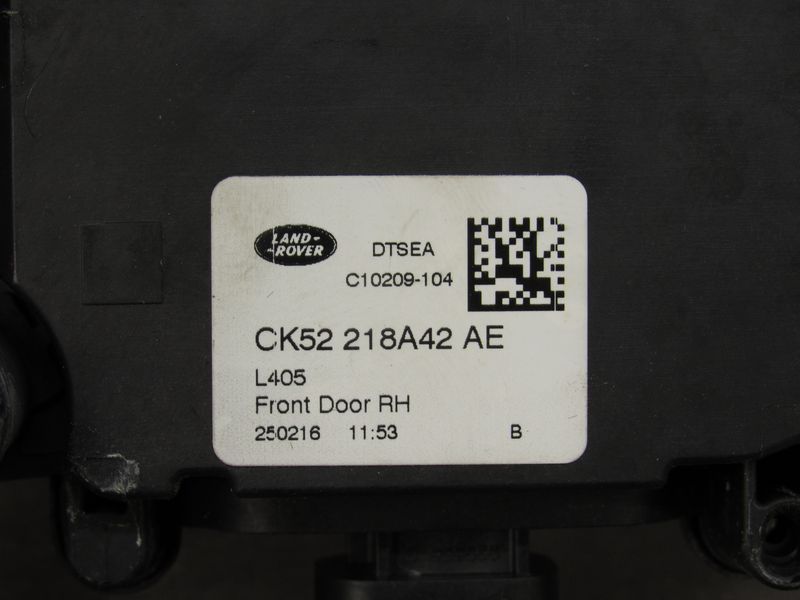 LAND-
-ROVER
DTSEA
C10209-104
CK52 218A42 AE
L405
Front Door RH
250216 11:53 B